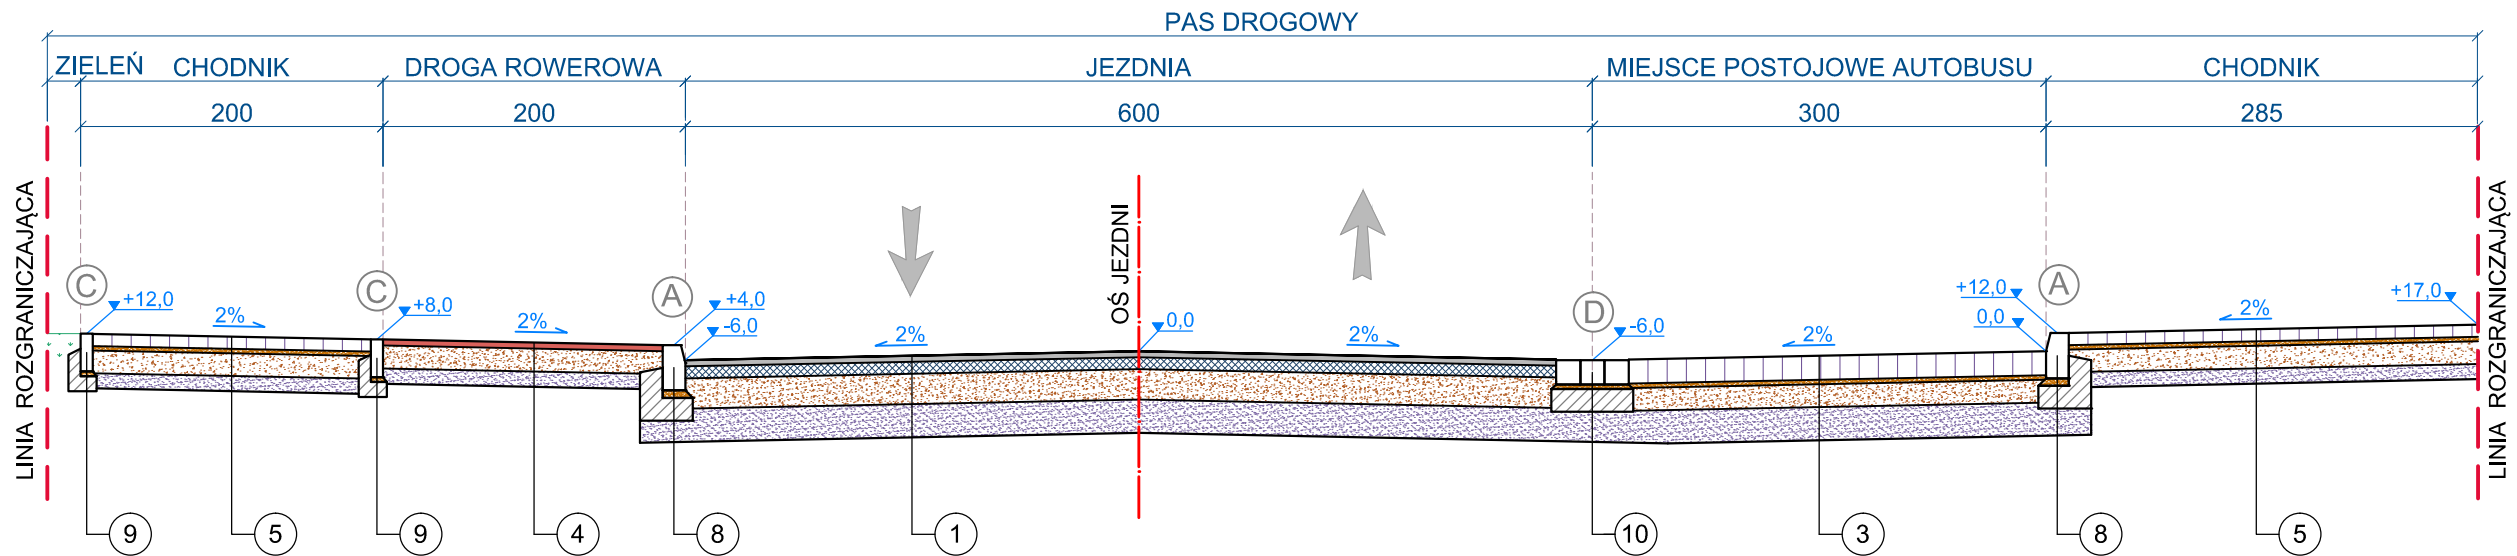 PAS DROGOWY
ZIELEŃ CHODNIK DROGA ROWEROWA JEZDNIA MIEJSCE POSTOJOWE AUTOBUSU CHODNIK
200 200 600 300 285
LINIA ROZGRANICZAJĄCA
OŚ JEZDNI
LINIA ROZGRANICZAJĄCA
C C A D A
+12,0 +8,0 +4,0 -6,0 0,0 -6,0 +12,0 0,0 +17,0
2% 2% 2% 2% 2% 2%
9 5 9 4 8 1 10 3 8 5